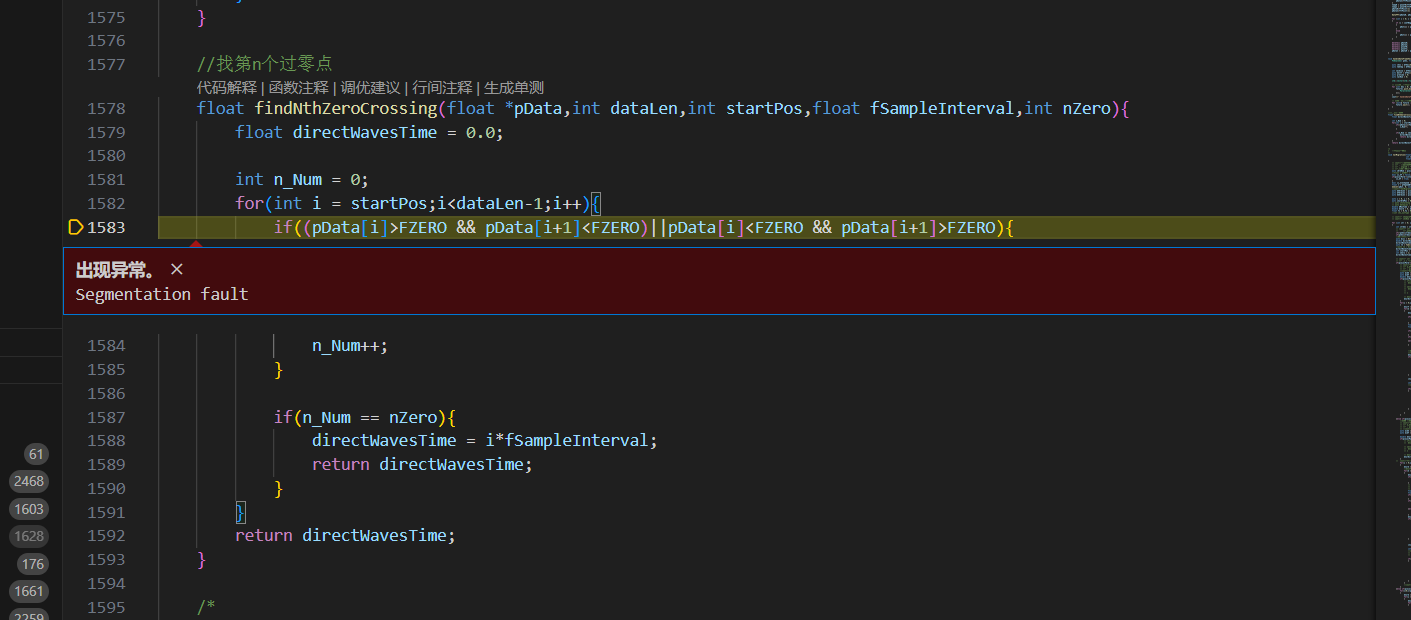 1575 }
1576
1577 //找第n个过零点
代码解释 | 函数注释 | 调优建议 | 行间注释 | 生成单测
1578 float findNthZeroCrossing(float *pData,int dataLen,int startPos,float fSampleInterval,int nZero){
1579 float directWavesTime = 0.0;
1580
1581 int n_Num = 0;
1582 for(int i = startPos;i<dataLen-1;i++){
1583 if((pData[i]>FZERO && pData[i+1]<FZERO)||pData[i]<FZERO && pData[i+1]>FZERO){
出现异常。 ×
Segmentation fault
1584 n_Num++;
1585 }
1586
1587 if(n_Num == nZero){
1588 directWavesTime = i*fSampleInterval;
1589 return directWavesTime;
1590 }
1591 }
1592 return directWavesTime;
1593 }
1594
1595 /*
61
2468
1603
1628
176
1661
2259